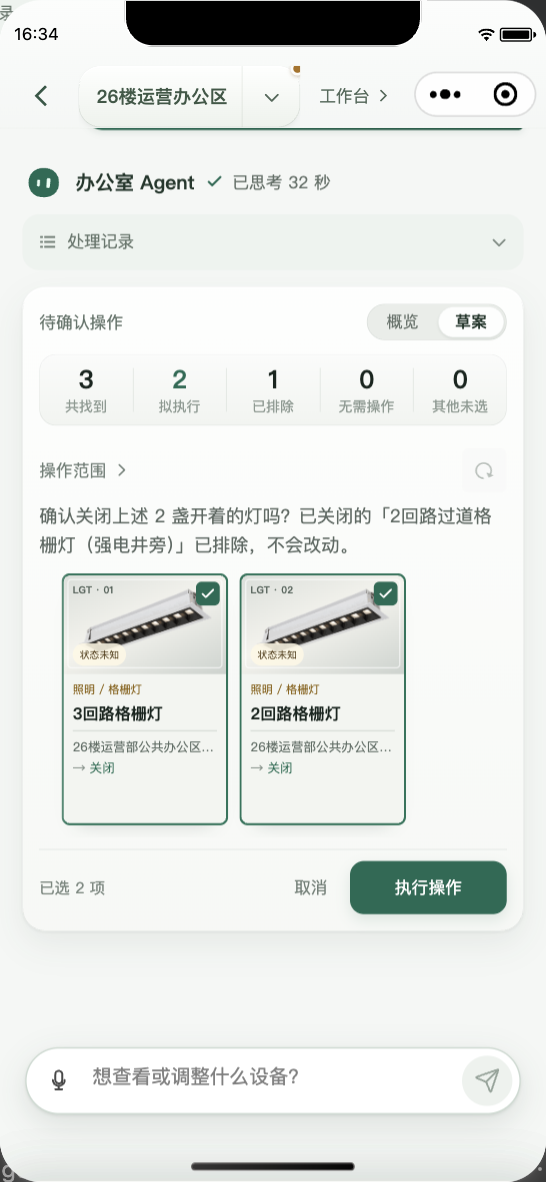 16:34
26楼运营办公区
工作台
办公室 Agent 已思考 32 秒
处理记录
待确认操作
概览
草案
3 2 1 0 0
共找到 拟执行 已排除 无需操作 其他未选
操作范围
确认关闭上述 2 盏开着的灯吗？已关闭的「2回路过道格
栅灯（强电井旁）」已排除，不会改动。
LGT · 01
状态未知
照明 / 格栅灯
3回路格栅灯
26楼运营部公共办公区...
→ 关闭
LGT · 02
状态未知
照明 / 格栅灯
2回路格栅灯
26楼运营部公共办公区...
→ 关闭
已选 2 项
取消
执行操作
想查看或调整什么设备？